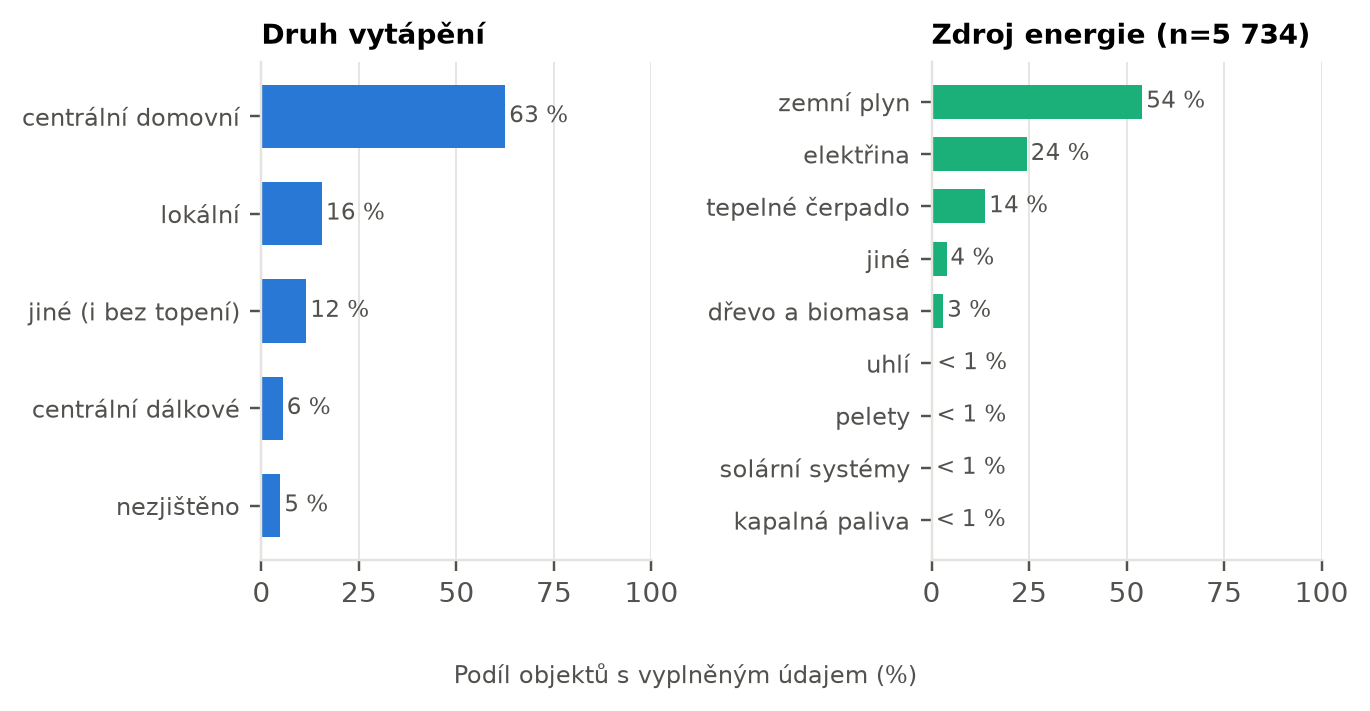 Druh vytápění
centrální domovní
63 %
lokální
16 %
jiné (i bez topení)
12 %
centrální dálkové
6 %
nezjištěno
5 %
0 25 50 75 100
Zdroj energie (n=5 734)
zemní plyn
54 %
elektřina
24 %
tepelné čerpadlo
14 %
jiné
4 %
dřevo a biomasa
3 %
uhlí
< 1 %
pelety
< 1 %
solární systémy
< 1 %
kapalná paliva
< 1 %
0 25 50 75 100
Podíl objektů s vyplněným údajem (%)